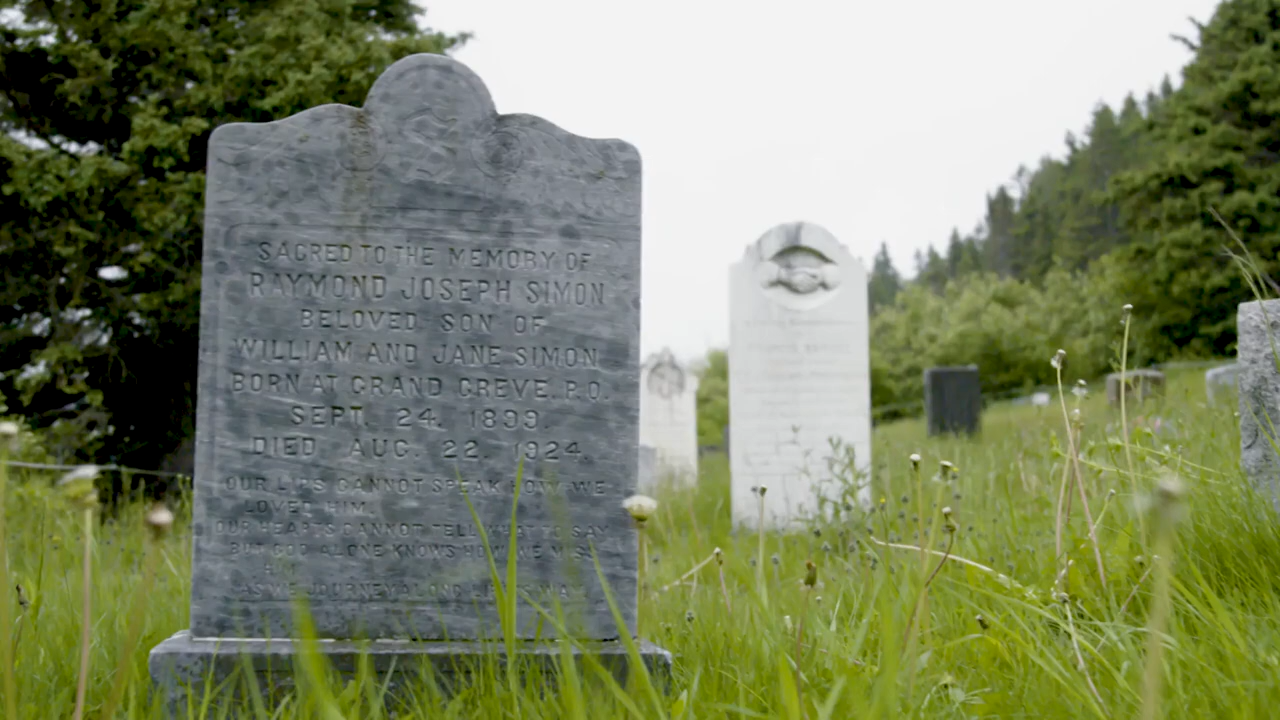 SACRED TO THE MEMORY OF
RAYMOND JOSEPH SIMON
BELOVED SON OF
WILLIAM AND JANE SIMON
BORN AT GRAND GREVE. P.Q.
SEPT. 24. 1899.
DIED AUG. 22. 1924.
OUR LIPS CANNOT SPEAK HOW WE
LOVED HIM.
OUR HEARTS CANNOT TELL WHAT TO SAY
BUT GOD ALONE KNOWS HOW WE MISS
HIM
AS WE JOURNEY ALONG LIFE'S WAY